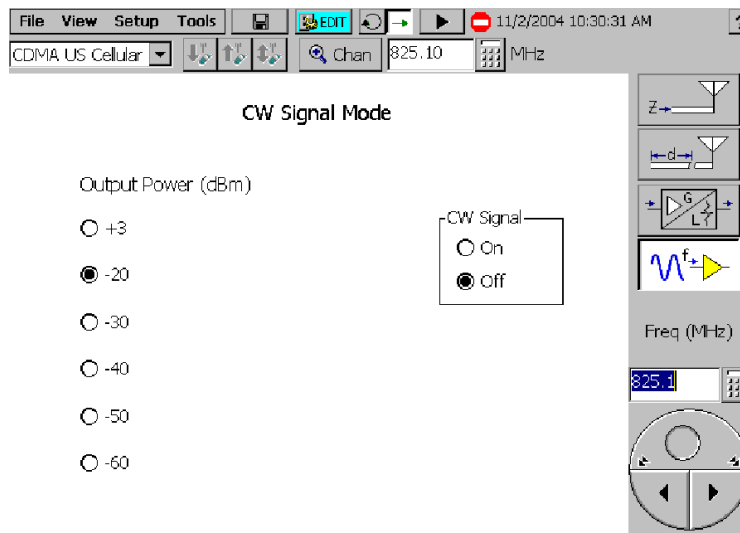 File View Setup Tools EDIT 11/2/2004 10:30:31 AM
CDMA US Cellular Chan 825.10 MHz
CW Signal Mode
Z
d
Output Power (dBm)
G
L
+3
CW Signal
On
-20
Off
f
-30
Freq (MHz)
-40
825.1
-50
-60